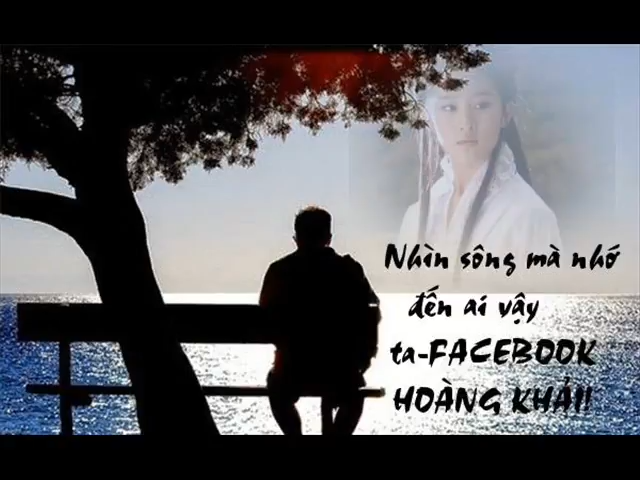 Nhìn sông mà nhớ
đến ai vậy
ta-FACEBOOK
HOÀNG KHẢI!!